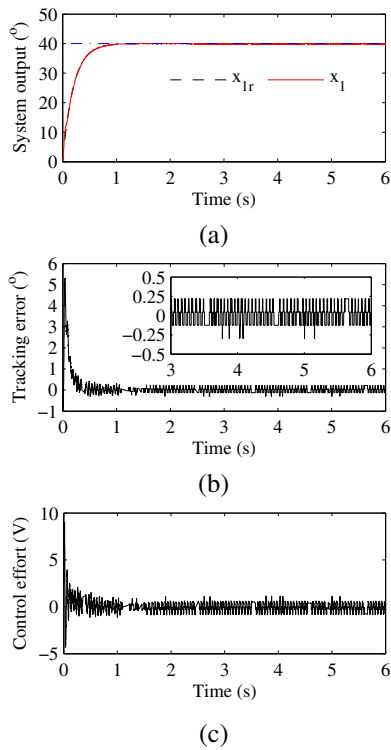 50
40
30
20
10
0
System output (°)
x1r
x1
0 1 2 3 4 5 6
Time (s)
(a)
6
5
4
3
2
1
0
−1
Tracking error (°)
0.5
0.25
0
−0.25
−0.5
3 4 5 6
0 1 2 3 4 5 6
Time (s)
(b)
10
5
0
−5
Control effort (V)
0 1 2 3 4 5 6
Time (s)
(c)